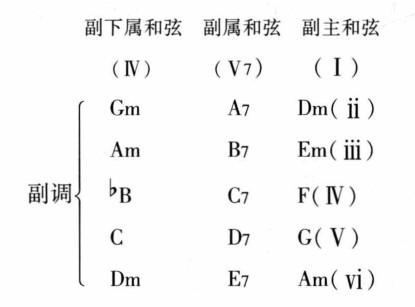 副下属和弦 副属和弦 副主和弦
(Ⅳ) (Ⅴ7) (Ⅰ)
Gm A7 Dm(ⅱ)
Am B7 Em(ⅲ)
副调 ♭B C7 F(Ⅳ)
C D7 G(Ⅴ)
Dm E7 Am(ⅵ)